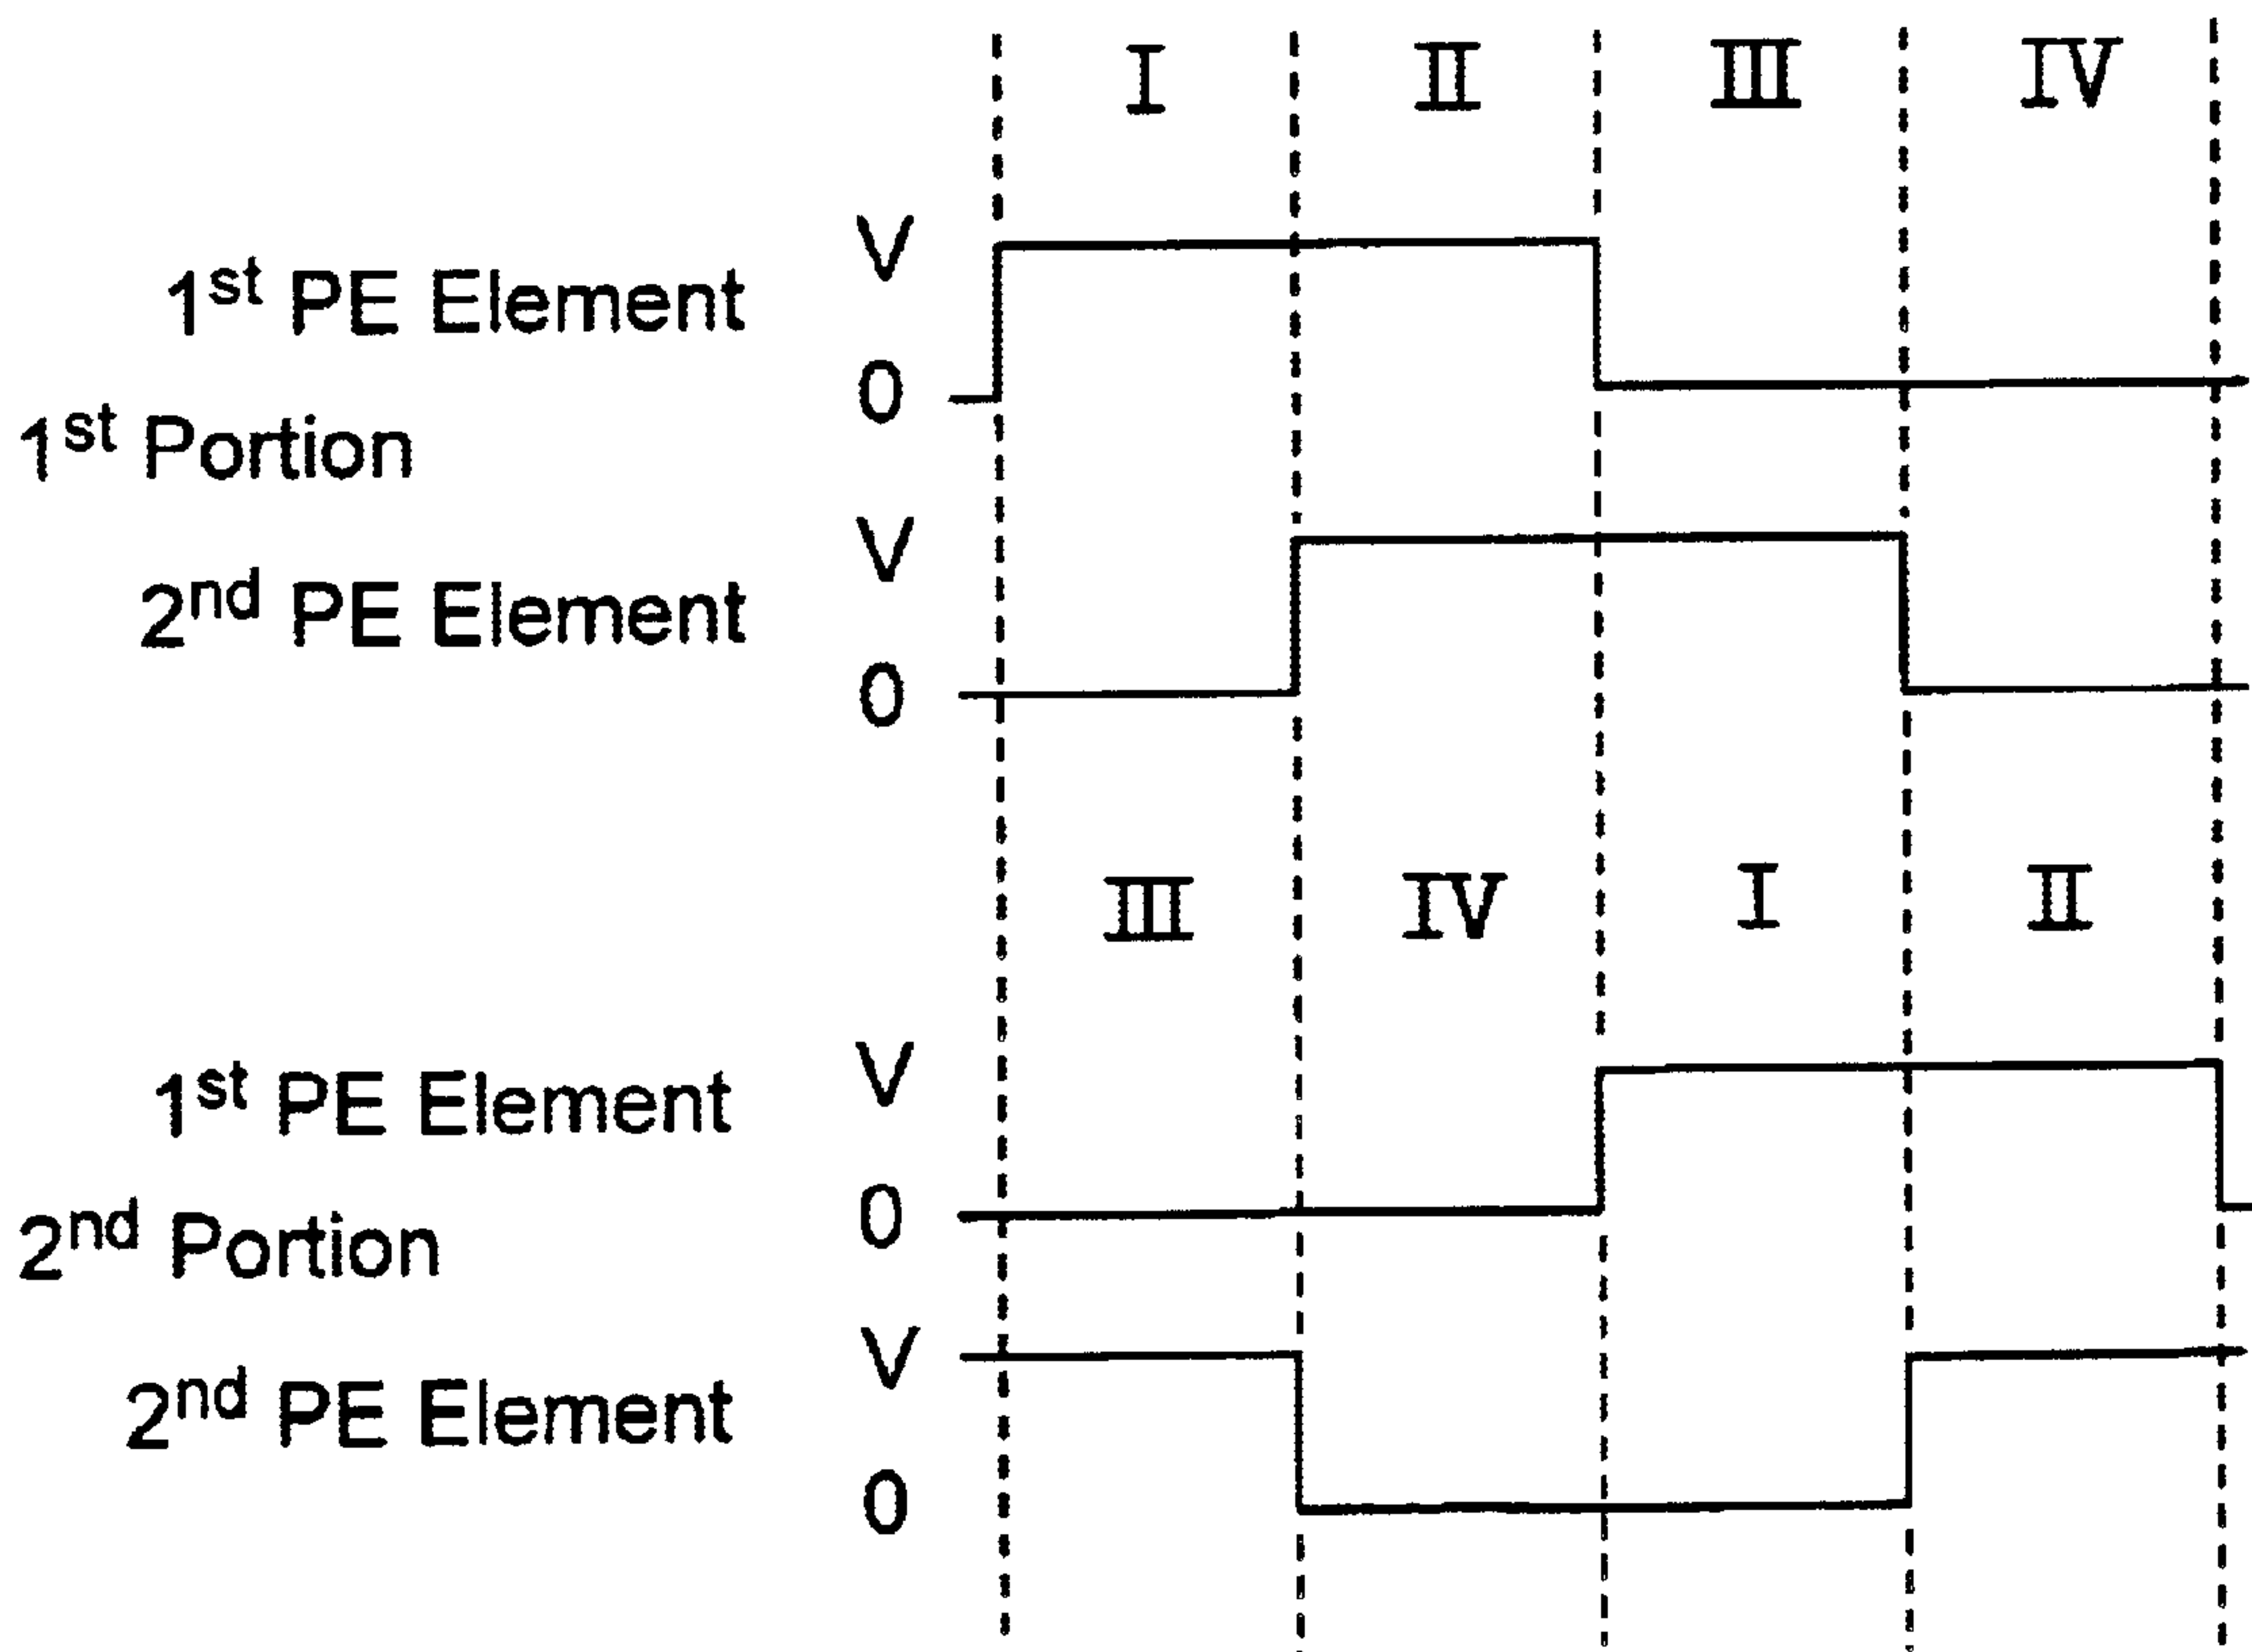 I II III IV
V
1st PE Element
0
1st Portion
V
2nd PE Element
0
III IV I II
V
1st PE Element
0
2nd Portion
V
2nd PE Element
0